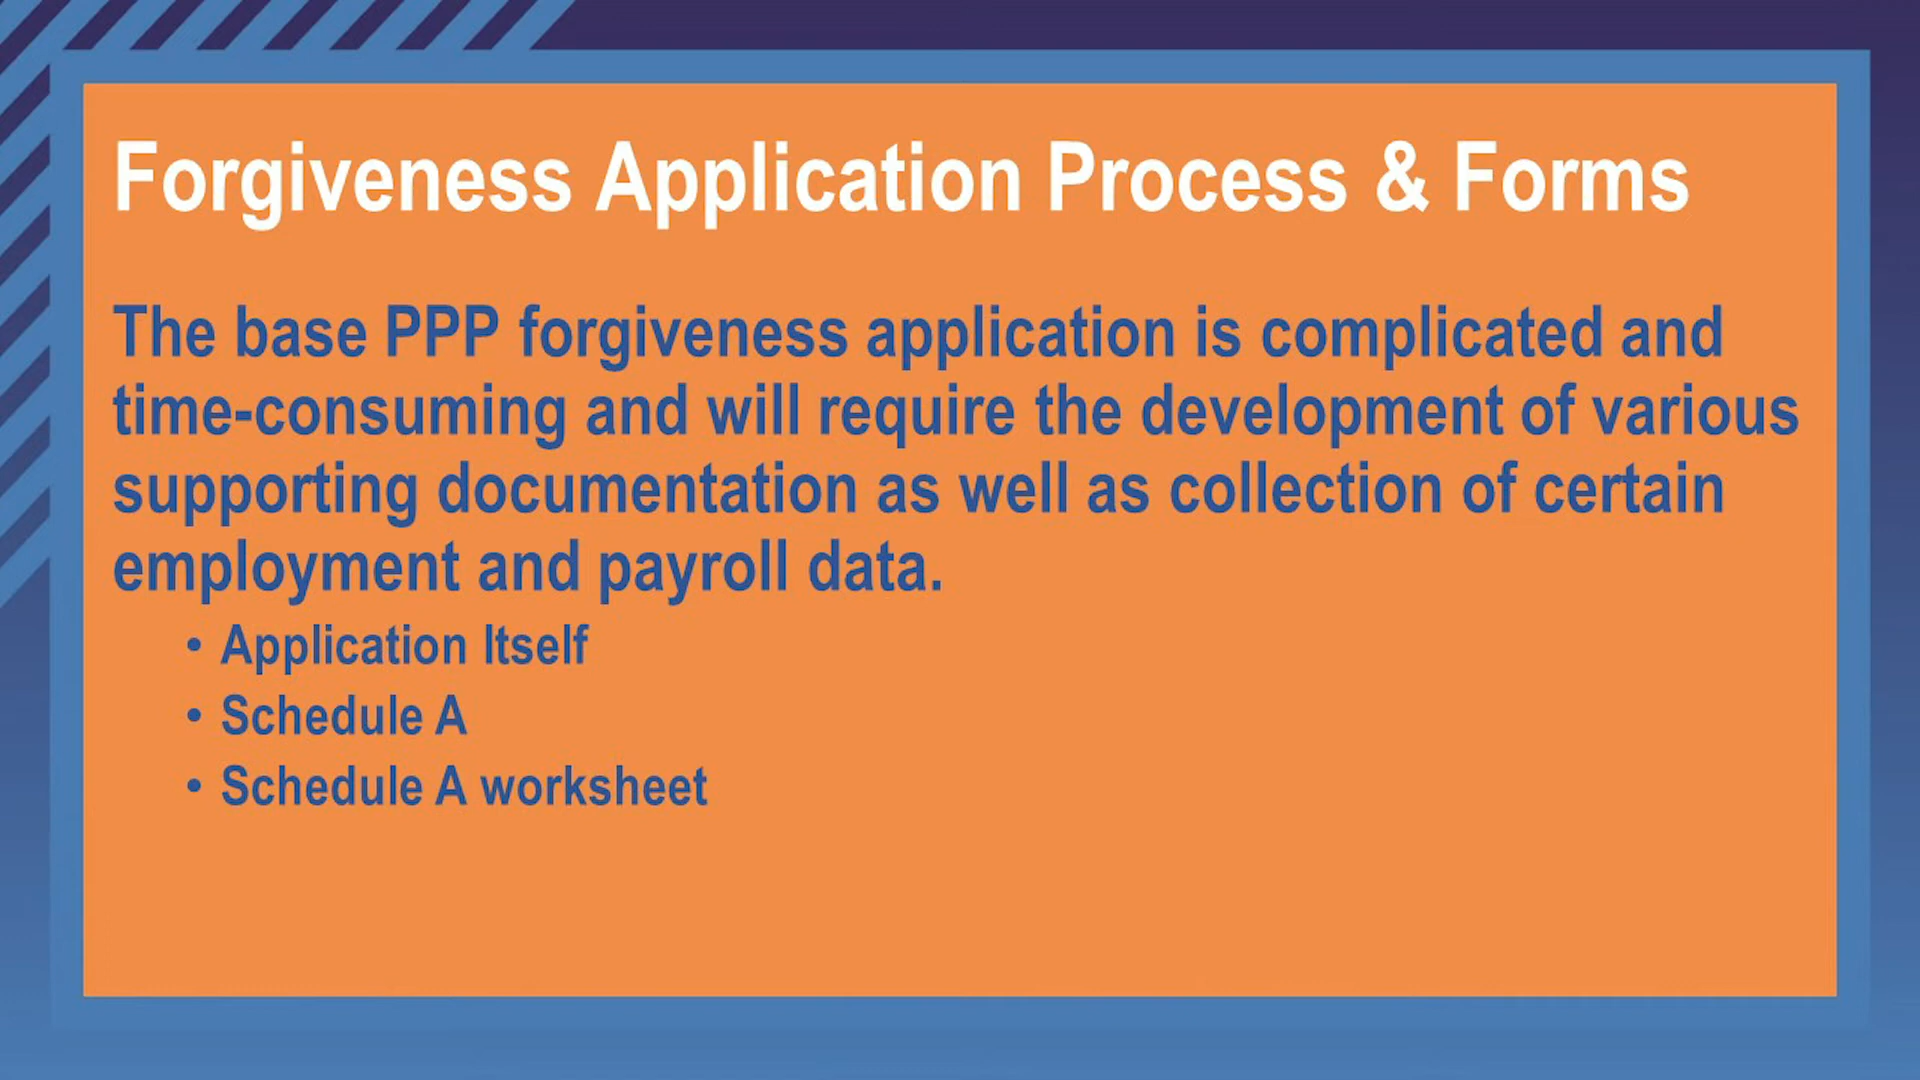 Forgiveness Application Process & Forms
The base PPP forgiveness application is complicated and
time-consuming and will require the development of various
supporting documentation as well as collection of certain
employment and payroll data.
• Application Itself
• Schedule A
• Schedule A worksheet